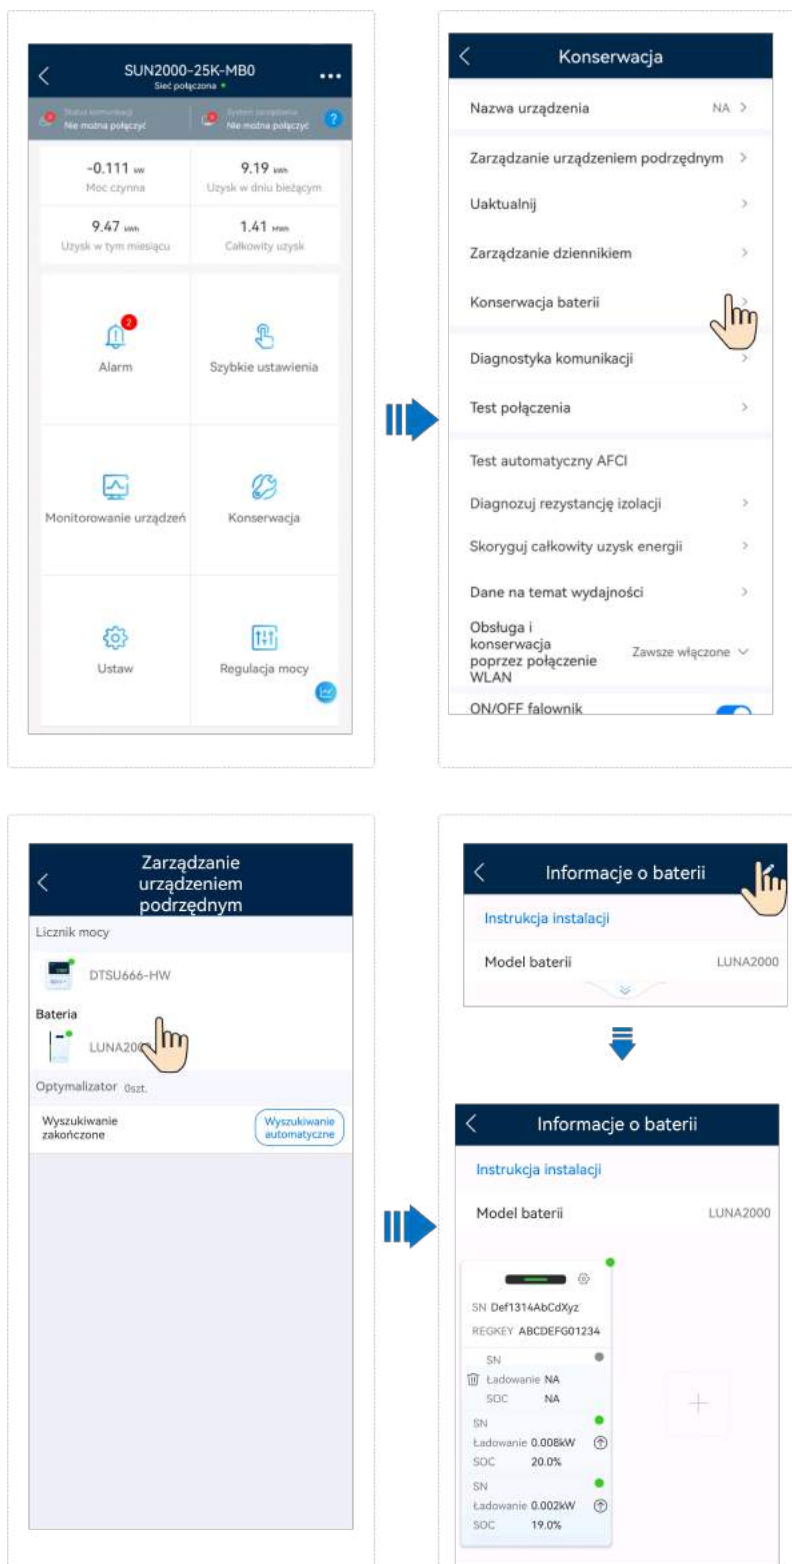 SUN2000-25K-MB0
Sieć połączona
Status komunikacji
Nie można połączyć
System zarządzania
Nie można połączyć
?
-0.111 kW
Moc czynna
9.19 kWh
Uzysk w dniu bieżącym
9.47 kWh
Uzysk w tym miesiącu
1.41 MWh
Całkowity uzysk
2
Alarm
Szybkie ustawienia
Monitorowanie urządzeń
Konserwacja
Ustaw
Regulacja mocy
Konserwacja
Nazwa urządzenia NA
Zarządzanie urządzeniem podrzędnym
Uaktualnij
Zarządzanie dziennikiem
Konserwacja baterii
Diagnostyka komunikacji
Test połączenia
Test automatyczny AFCI
Diagnozuj rezystancję izolacji
Skoryguj całkowity uzysk energii
Dane na temat wydajności
Obsługa i
konserwacja
poprzez połączenie
WLAN
Zawsze włączone
ON/OFF falownik
Zarządzanie
urządzeniem
podrzędnym
Licznik mocy
DTSU666-HW
Bateria
Optymalizator 0szt.
Wyszukiwanie
zakończone
Wyszukiwanie
automatyczne
Informacje o baterii
Instrukcja instalacji
Model baterii LUNA2000
Informacje o baterii
Instrukcja instalacji
Model baterii LUNA2000
SN Def1314AbCdXyz
REGKEY ABCDEFG01234
SN
Ładowanie NA
SOC NA
SN
Ładowanie 0.008kW
SOC 20.0%
SN
Ładowanie 0.002kW
SOC 19.0%